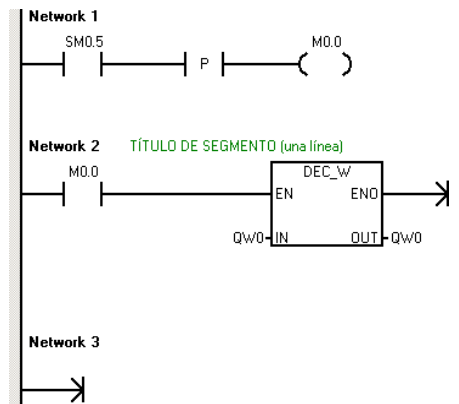 Network 1
SM0.5
M0.0
P
Network 2 TÍTULO DE SEGMENTO (una línea)
M0.0
DEC_W
EN ENO
QW0 IN OUT QW0
Network 3